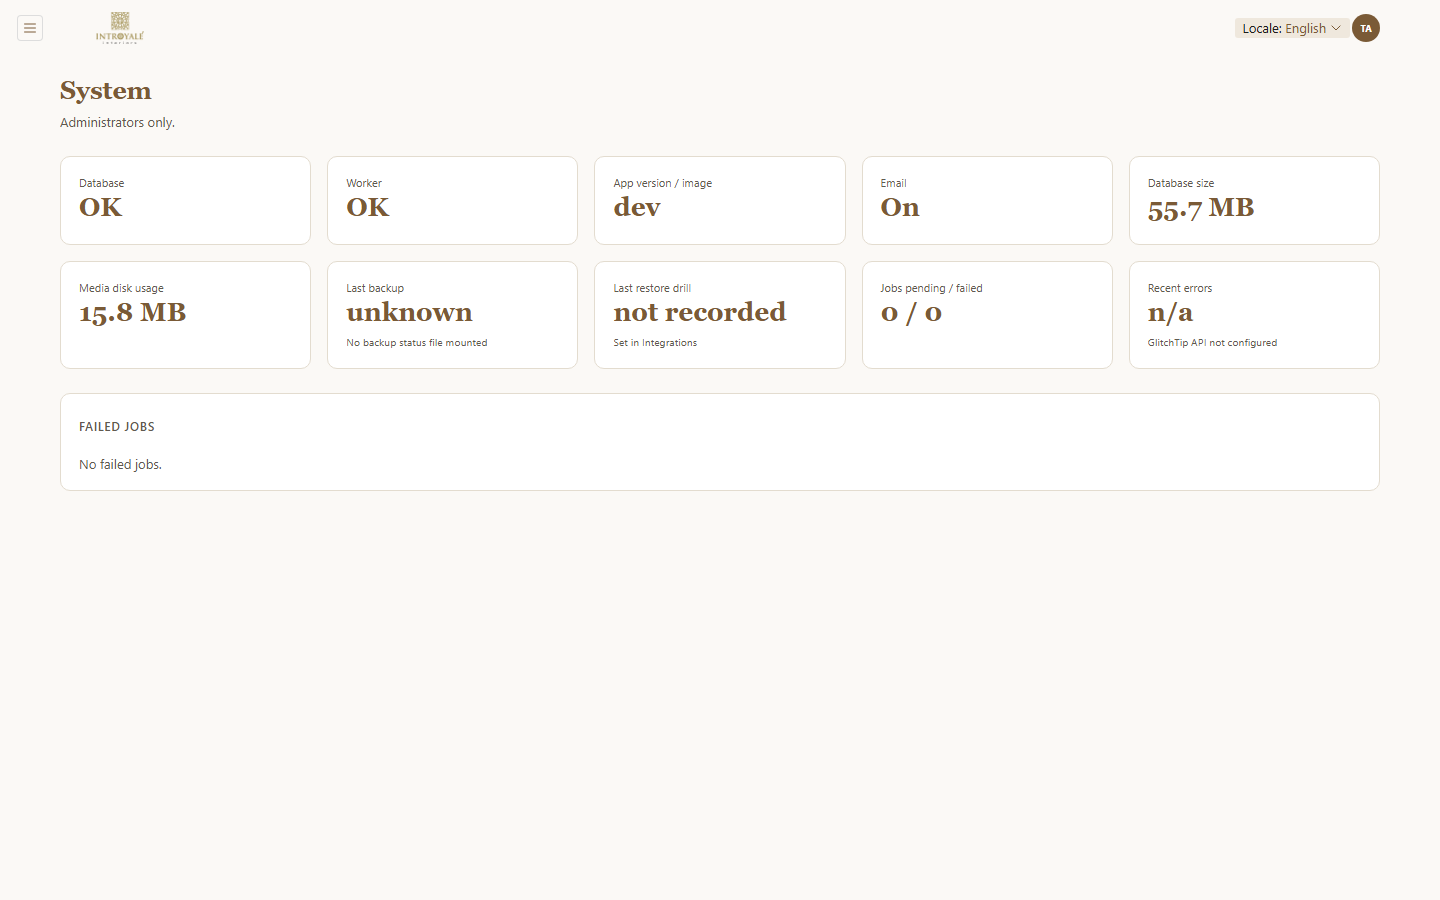 INTROYALÉ
interiors
Locale: English
TA
System
Administrators only.
Database
OK
Worker
OK
App version / image
dev
Email
On
Database size
55.7 MB
Media disk usage
15.8 MB
Last backup
unknown
No backup status file mounted
Last restore drill
not recorded
Set in Integrations
Jobs pending / failed
0 / 0
Recent errors
n/a
GlitchTip API not configured
FAILED JOBS
No failed jobs.